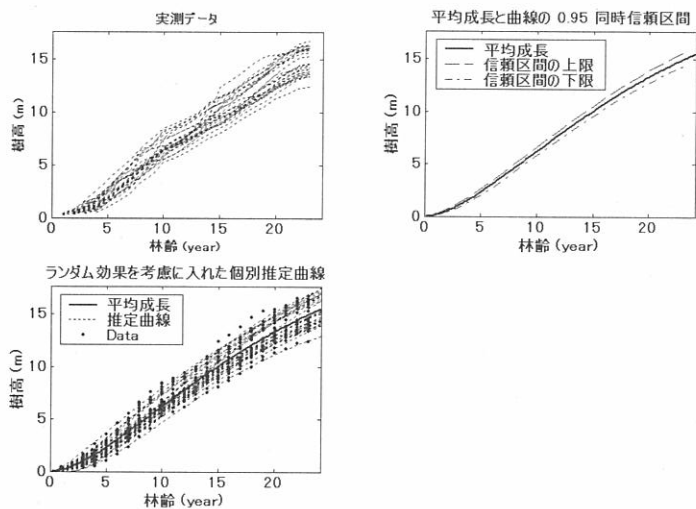 実測データ
15
10
5
0
0 5 10 15 20
樹高 (m)
林齢 (year)
平均成長と曲線の 0.95 同時信頼区間
平均成長
信頼区間の上限
信頼区間の下限
15
10
5
0
0 5 10 15 20
樹高 (m)
林齢 (year)
ランダム効果を考慮に入れた個別推定曲線
平均成長
推定曲線
Data
15
10
5
0
0 5 10 15 20
樹高 (m)
林齢 (year)